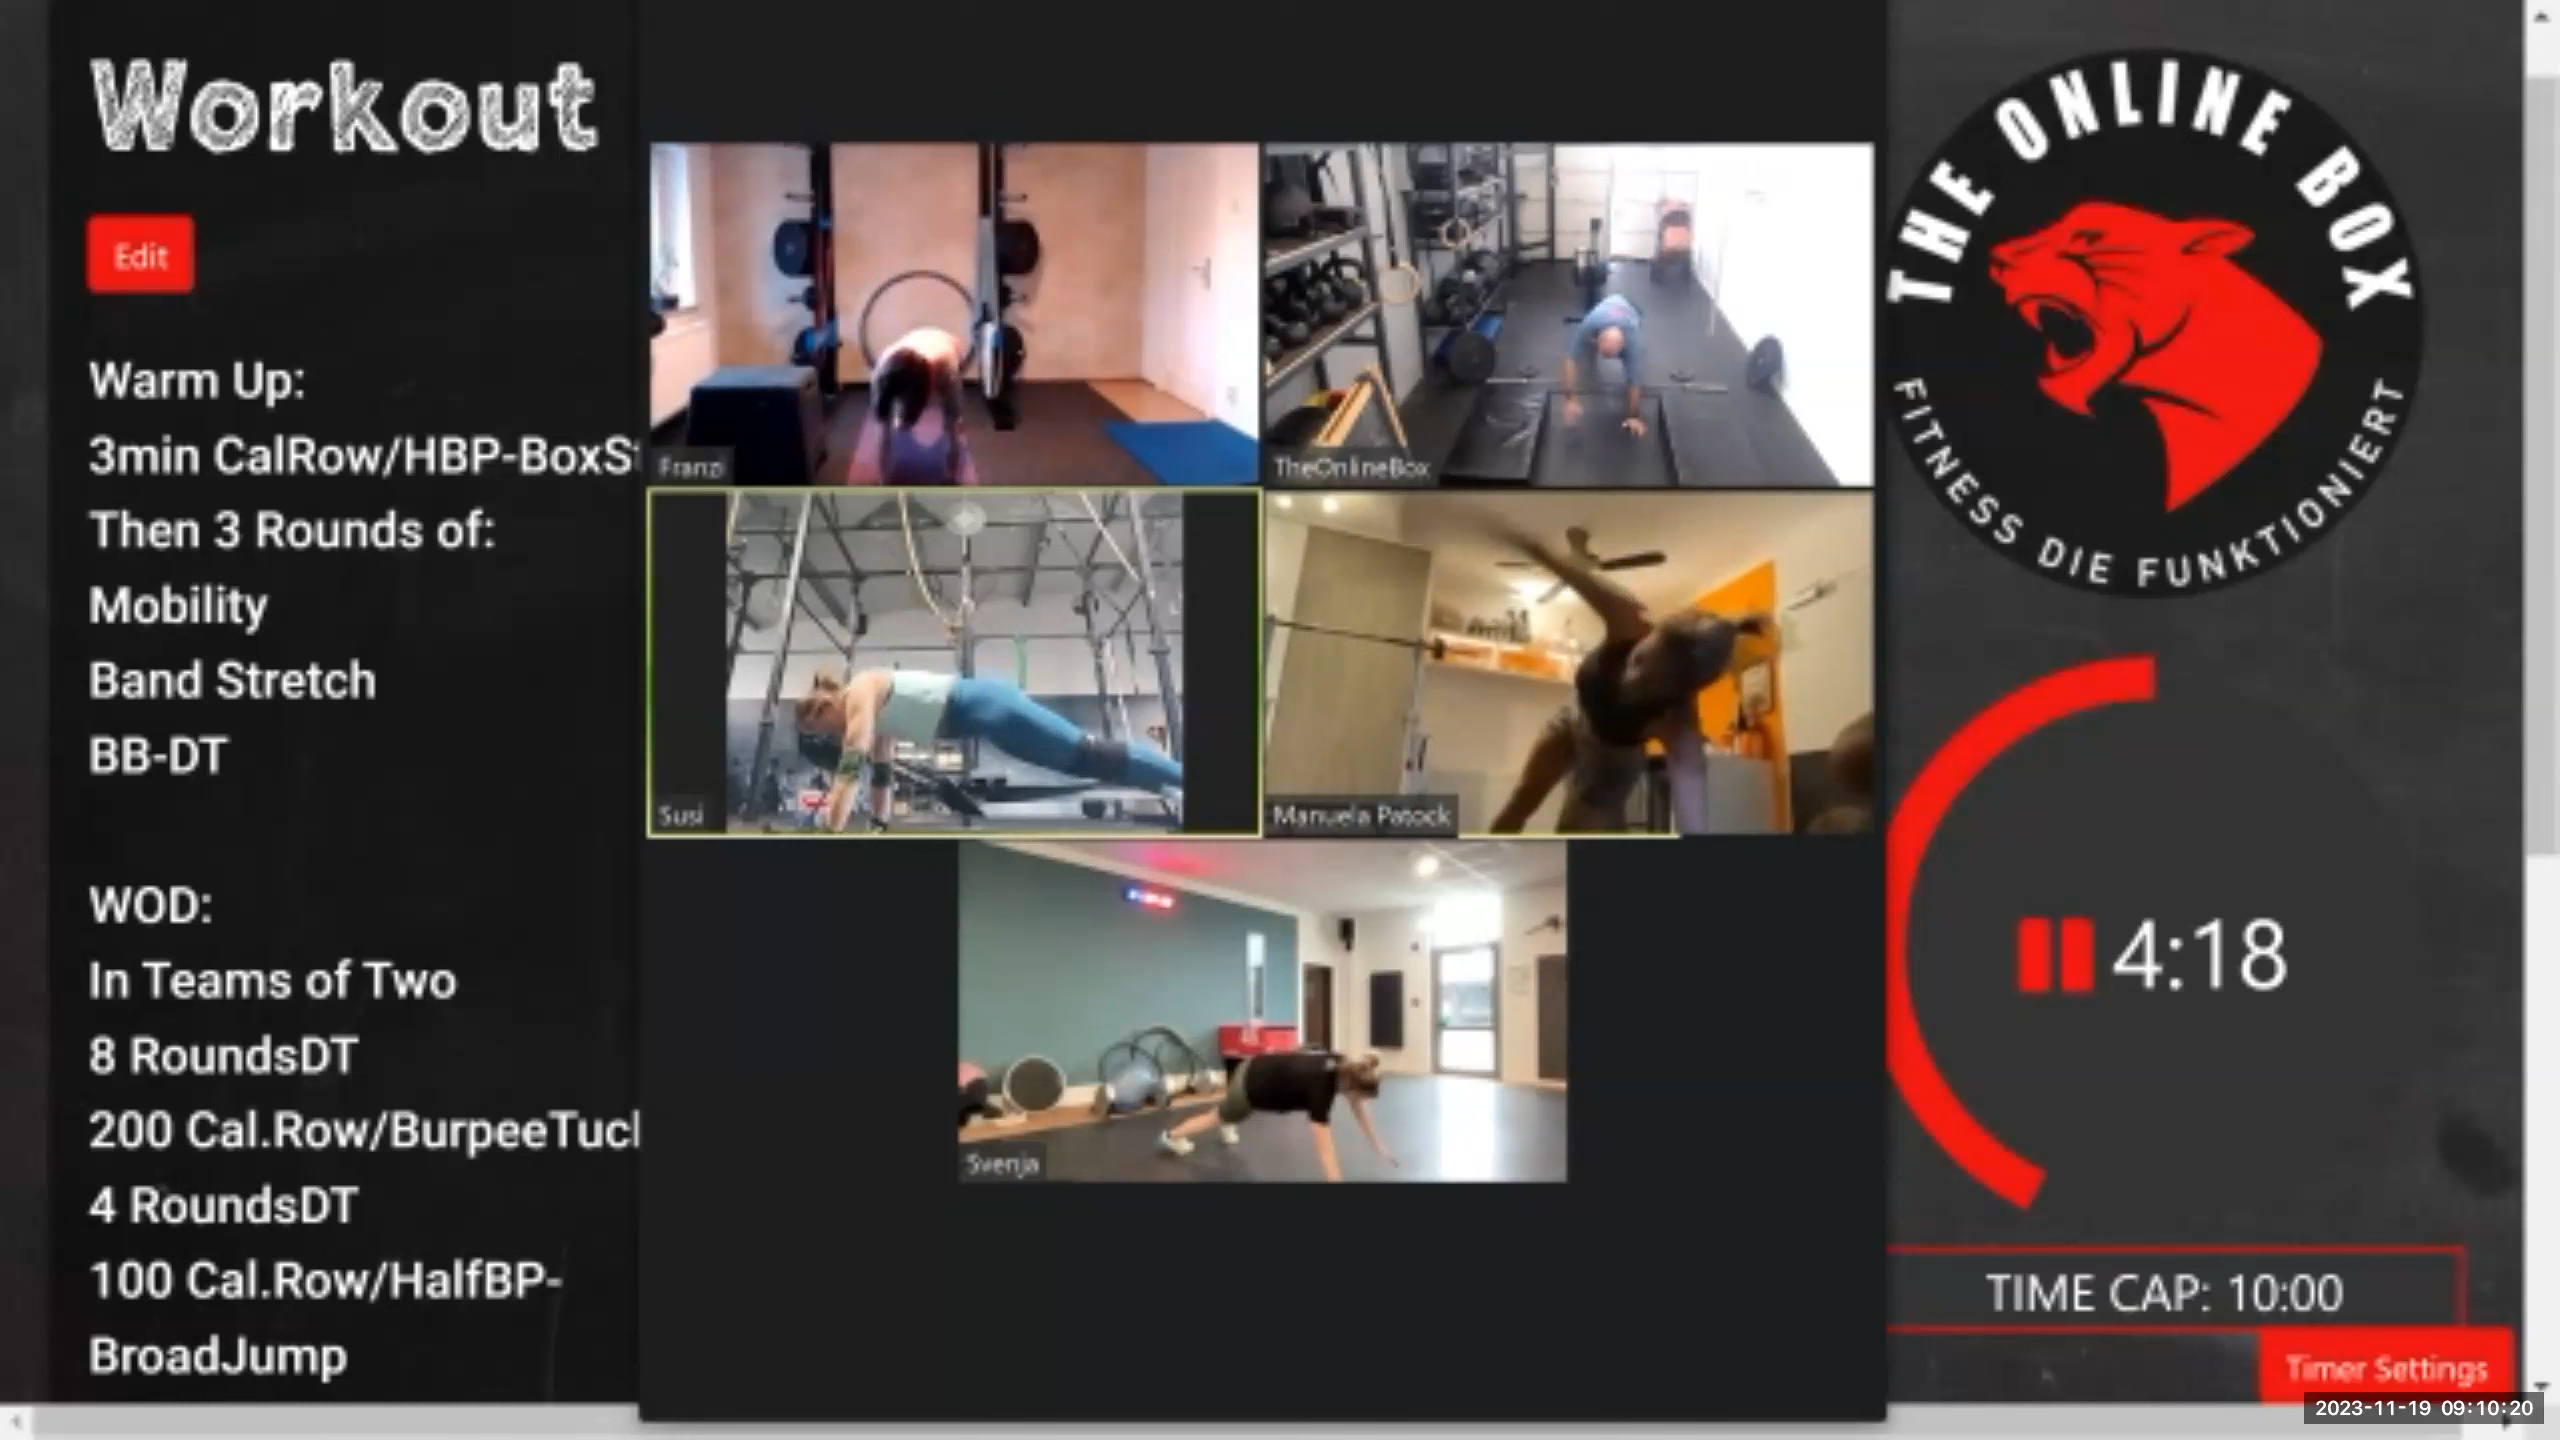 Workout
Edit
Warm Up:
3min CalRow/HBP-BoxSt
Then 3 Rounds of:
Mobility
Band Stretch
BB-DT
WOD:
In Teams of Two
8 RoundsDT
200 Cal.Row/BurpeeTuck
4 RoundsDT
100 Cal.Row/HalfBP-
BroadJump
Franzi
TheOnlineBox
Susi
Manuela Patock
Svenja
THE ONLINE BOX
FITNESS DIE FUNKTIONIERT
4:18
TIME CAP: 10:00
Timer Settings
2023-11-19 09:10:20